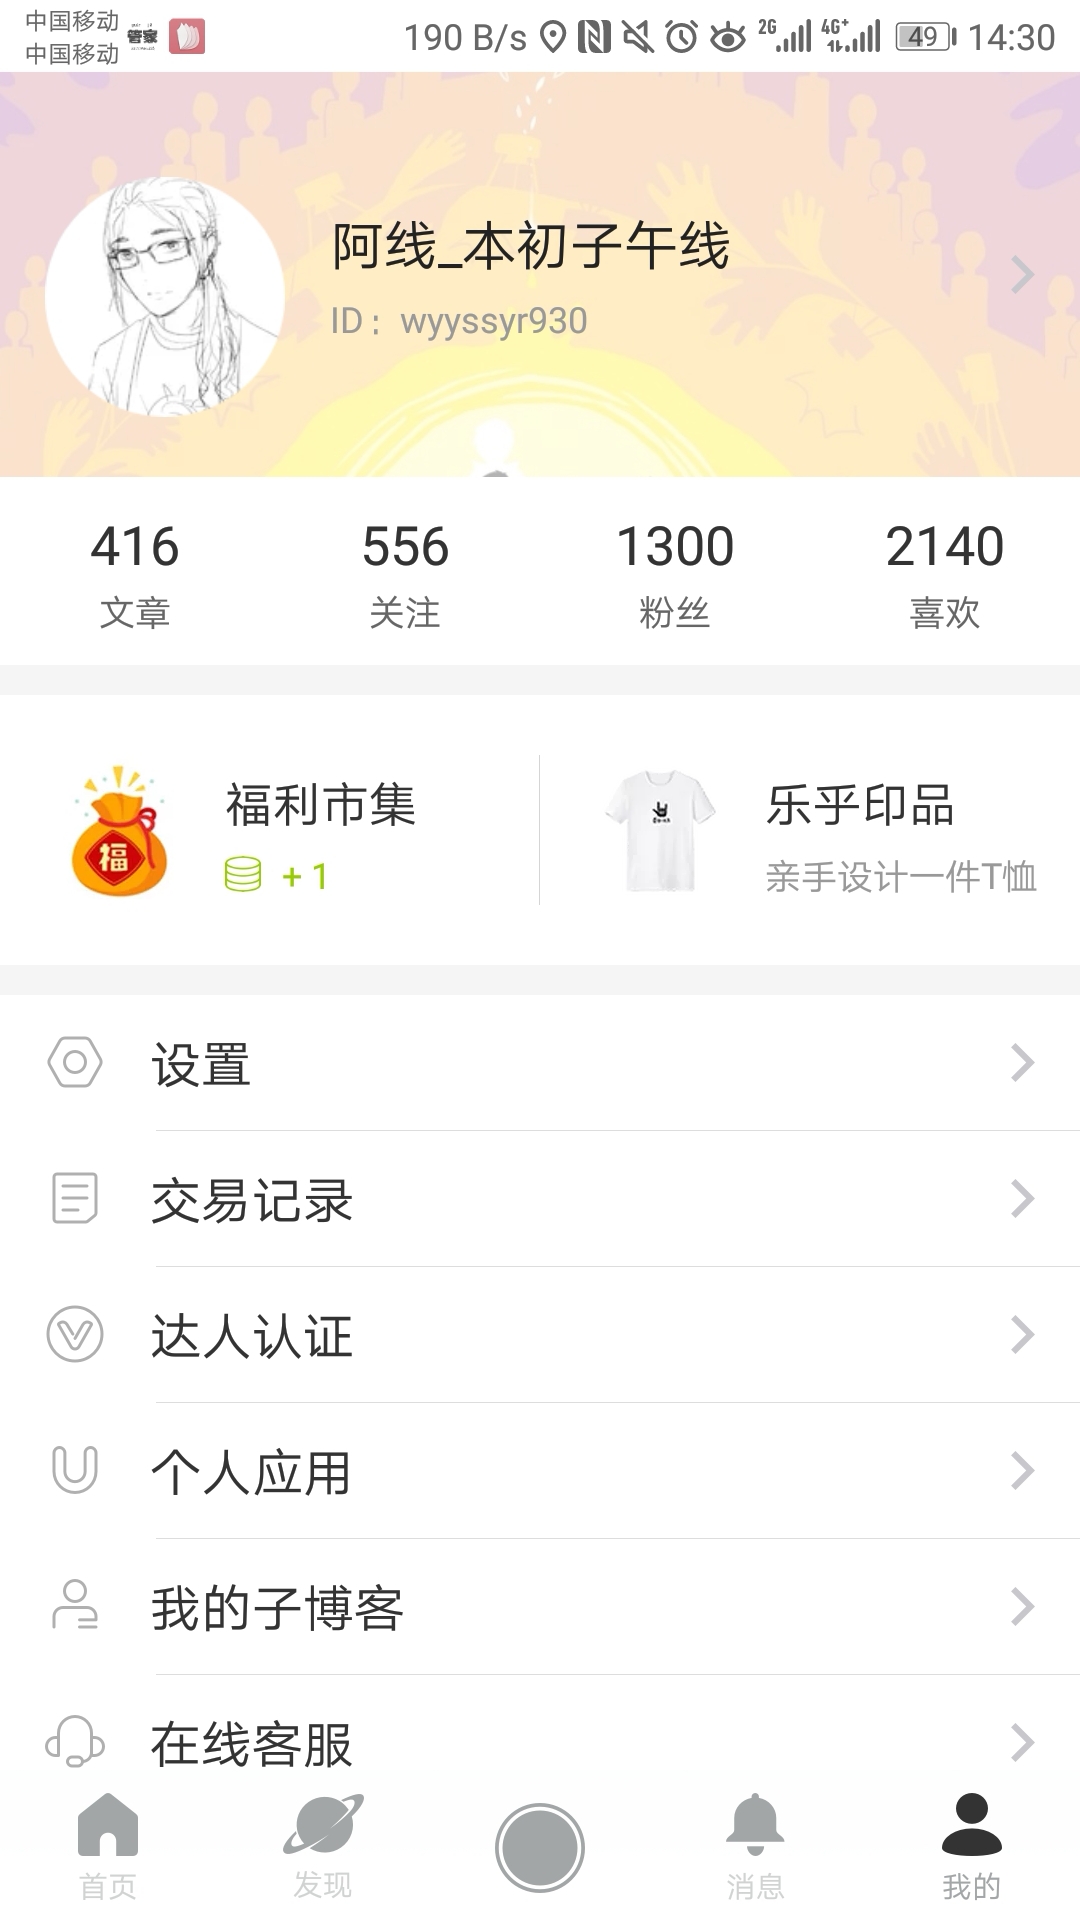 中国移动
中国移动
管家
190 B/s 2G 4G+ 49 14:30
阿线_本初子午线
ID：wyyssyr930
416 556 1300 2140
文章 关注 粉丝 喜欢
福
福利市集
+1
乐乎印品
亲手设计一件T恤
设置
交易记录
达人认证
个人应用
我的子博客
在线客服
首页 发现 消息 我的